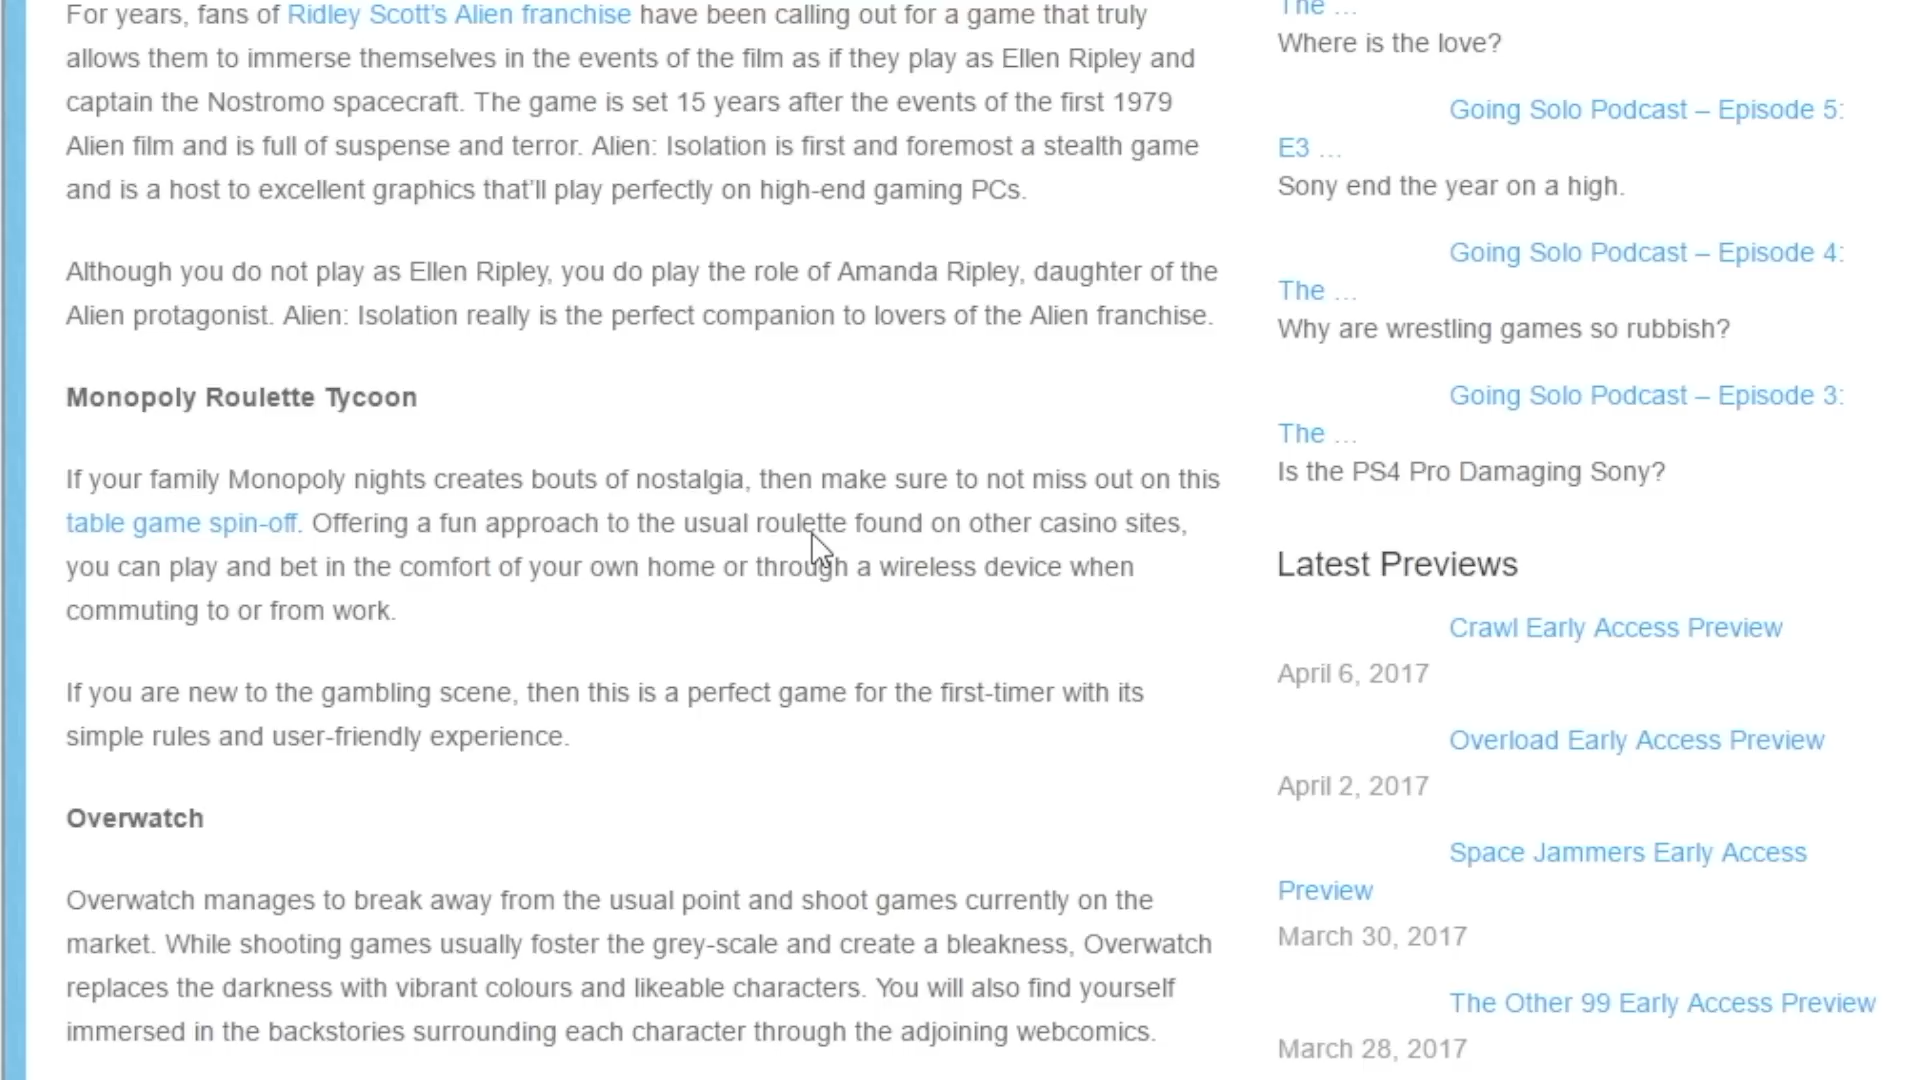 For years, fans of Ridley Scott's Alien franchise have been calling out for a game that truly
allows them to immerse themselves in the events of the film as if they play as Ellen Ripley and
captain the Nostromo spacecraft. The game is set 15 years after the events of the first 1979
Alien film and is full of suspense and terror. Alien: Isolation is first and foremost a stealth game
and is a host to excellent graphics that'll play perfectly on high-end gaming PCs.
Although you do not play as Ellen Ripley, you do play the role of Amanda Ripley, daughter of the
Alien protagonist. Alien: Isolation really is the perfect companion to lovers of the Alien franchise.
Monopoly Roulette Tycoon
If your family Monopoly nights creates bouts of nostalgia, then make sure to not miss out on this
table game spin-off. Offering a fun approach to the usual roulette found on other casino sites,
you can play and bet in the comfort of your own home or through a wireless device when
commuting to or from work.
If you are new to the gambling scene, then this is a perfect game for the first-timer with its
simple rules and user-friendly experience.
Overwatch
Overwatch manages to break away from the usual point and shoot games currently on the
market. While shooting games usually foster the grey-scale and create a bleakness, Overwatch
replaces the darkness with vibrant colours and likeable characters. You will also find yourself
immersed in the backstories surrounding each character through the adjoining webcomics.
The ...
Where is the love?
Going Solo Podcast – Episode 5:
E3 ...
Sony end the year on a high.
Going Solo Podcast – Episode 4:
The ...
Why are wrestling games so rubbish?
Going Solo Podcast – Episode 3:
The ...
Is the PS4 Pro Damaging Sony?
Latest Previews
Crawl Early Access Preview
April 6, 2017
Overload Early Access Preview
April 2, 2017
Space Jammers Early Access
Preview
March 30, 2017
The Other 99 Early Access Preview
March 28, 2017